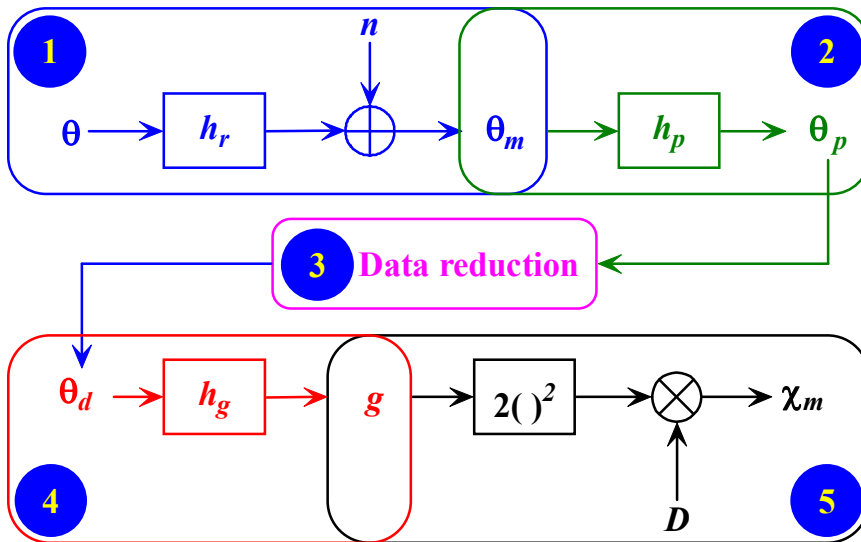 1 n 2
θ h_r θ_m h_p θ_p
3 Data reduction
θ_d h_g g 2( )² χ_m
4 D 5